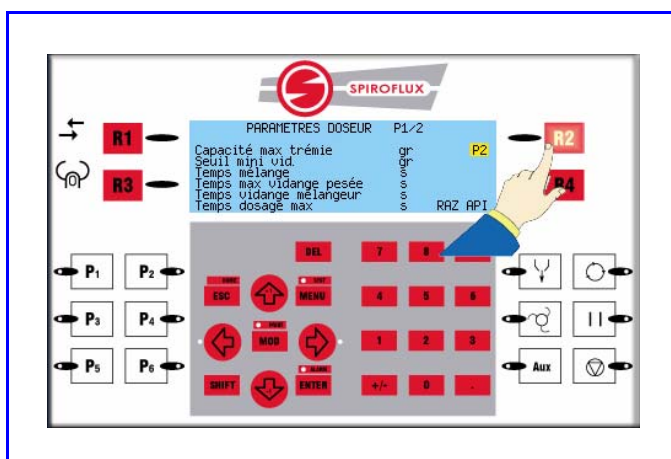 SPIROFLUX
PARAMETRES DOSEUR P1/2
Capacité max trémie gr P2
Seuil mini vid. gr
Temps mélange s
Temps max vidange pesée s
Temps vidange mélangeur s
Temps dosage max s RAZ API
R1
R2
R3
R4
DEL 7 8
ESC MENU 4 5 6
MOD 1 2 3
SHIFT ENTER +/- 0 .
P1 P2
P3 P4
P5 P6
Aux